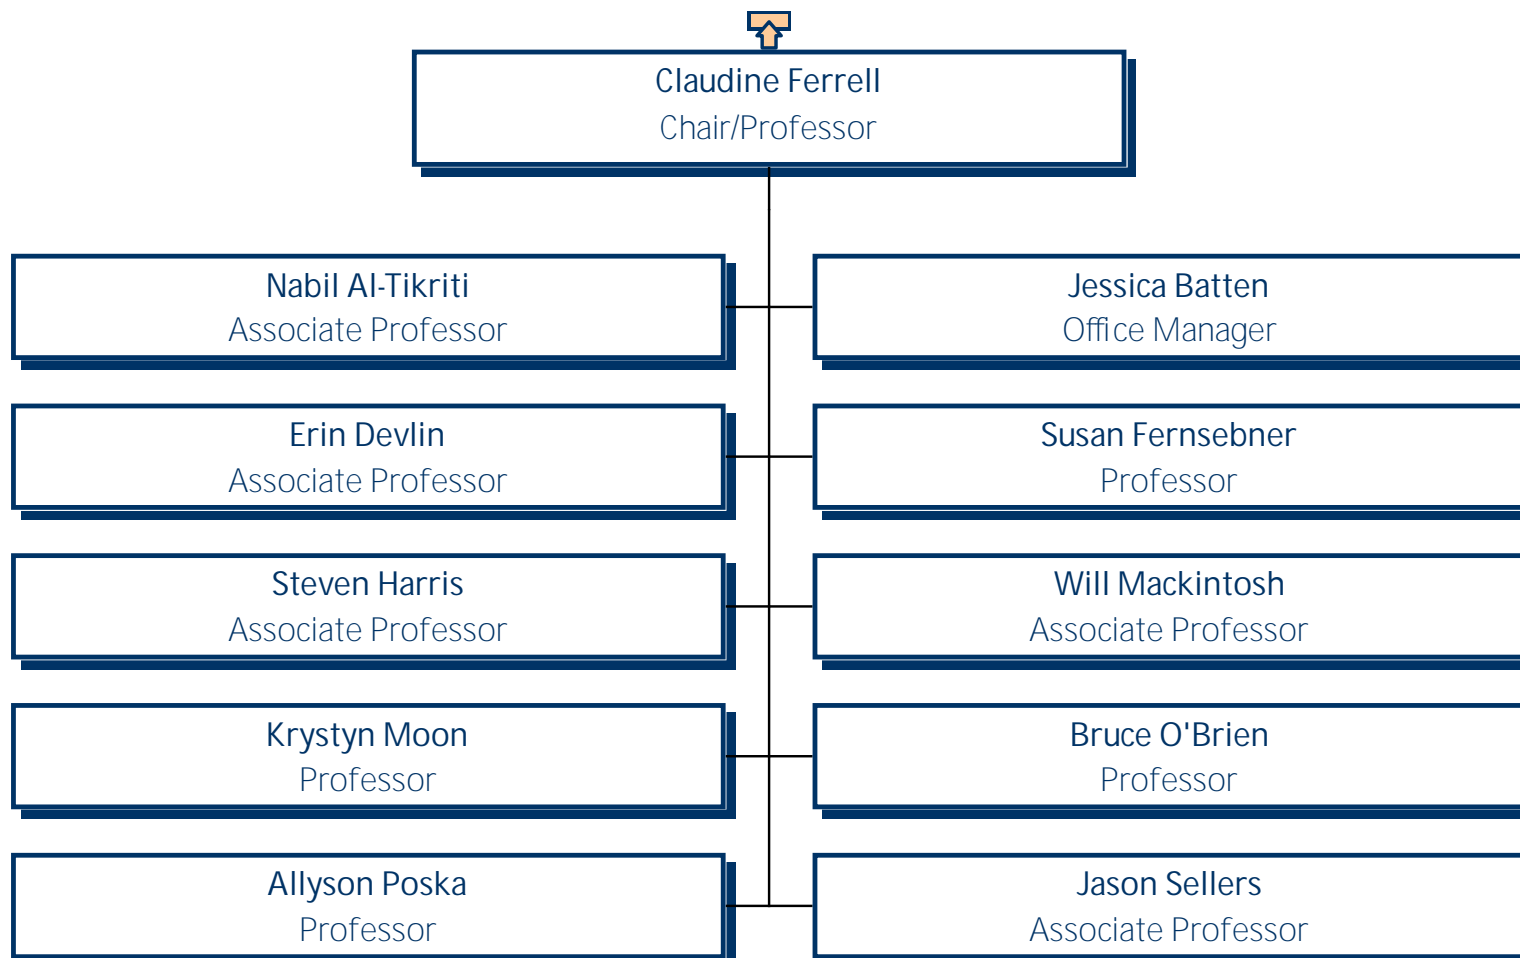 Claudine Ferrell
Chair/Professor
Nabil Al-Tikriti
Associate Professor
Jessica Batten
Office Manager
Erin Devlin
Associate Professor
Susan Fernsebner
Professor
Steven Harris
Associate Professor
Will Mackintosh
Associate Professor
Krystyn Moon
Professor
Bruce O'Brien
Professor
Allyson Poska
Professor
Jason Sellers
Associate Professor